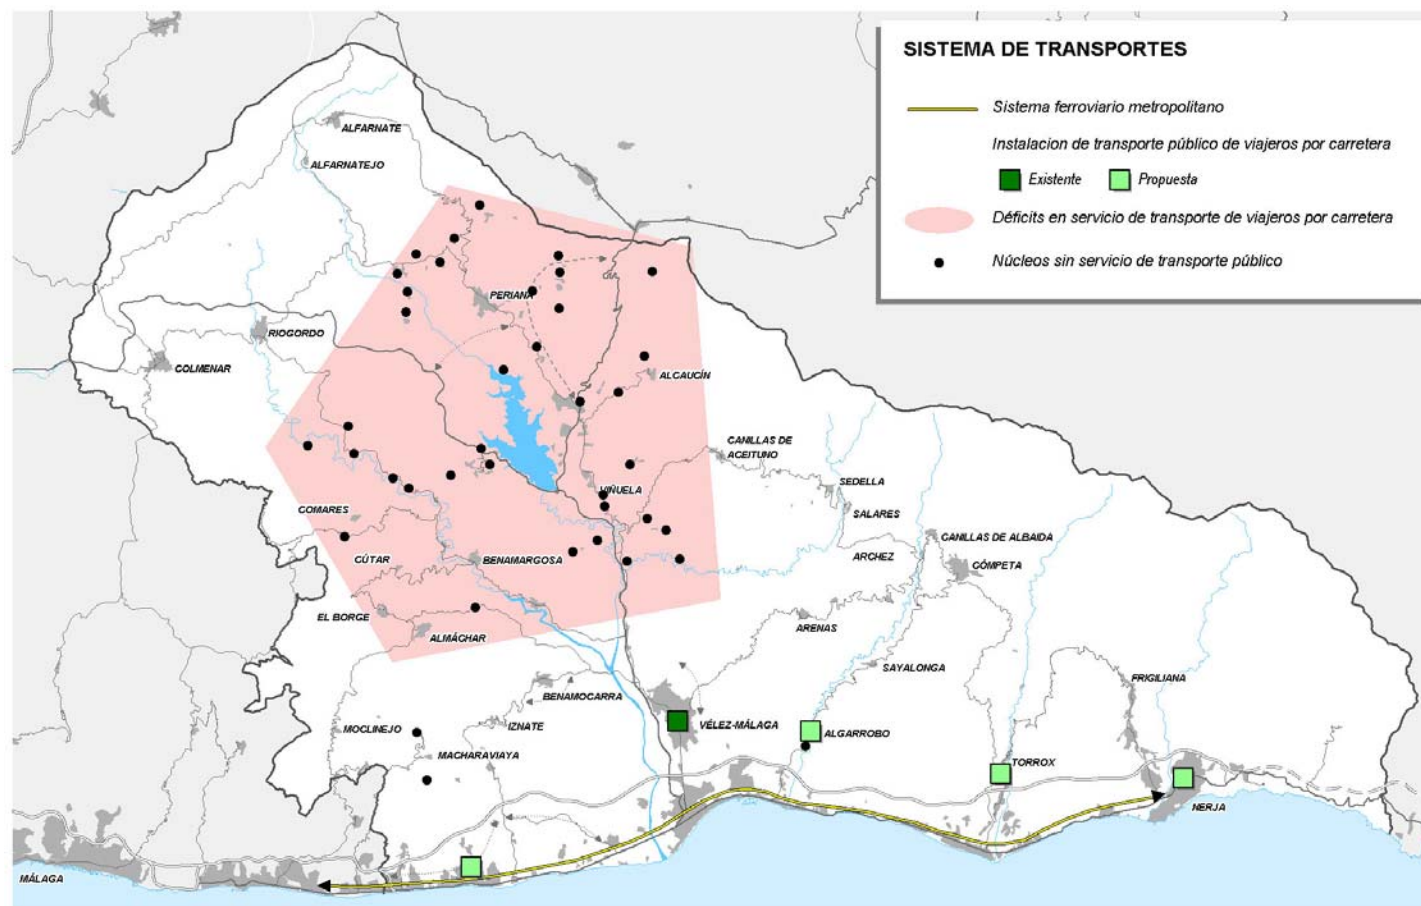 SISTEMA DE TRANSPORTES
Sistema ferroviario metropolitano
Instalacion de transporte público de viajeros por carretera
Existente
Propuesta
Déficits en servicio de transporte de viajeros por carretera
Núcleos sin servicio de transporte público
ALFARNATE
ALFARNATEJO
PERIANA
RIOGORDO
COLMENAR
ALCAUCÍN
CANILLAS DE
ACEITUNO
SEDELLA
VIÑUELA
SALARES
COMARES
CANILLAS DE ALBAIDA
ARCHEZ
CÚTAR
BENAMARGOSA
CÓMPETA
EL BORGE
ALMÁCHAR
ARENAS
SAYALONGA
FRIGILIANA
BENAMOCARRA
MOCLINEJO
IZNATE
VÉLEZ-MÁLAGA
ALGARROBO
MACHARAVIAYA
TORROX
NERJA
MÁLAGA